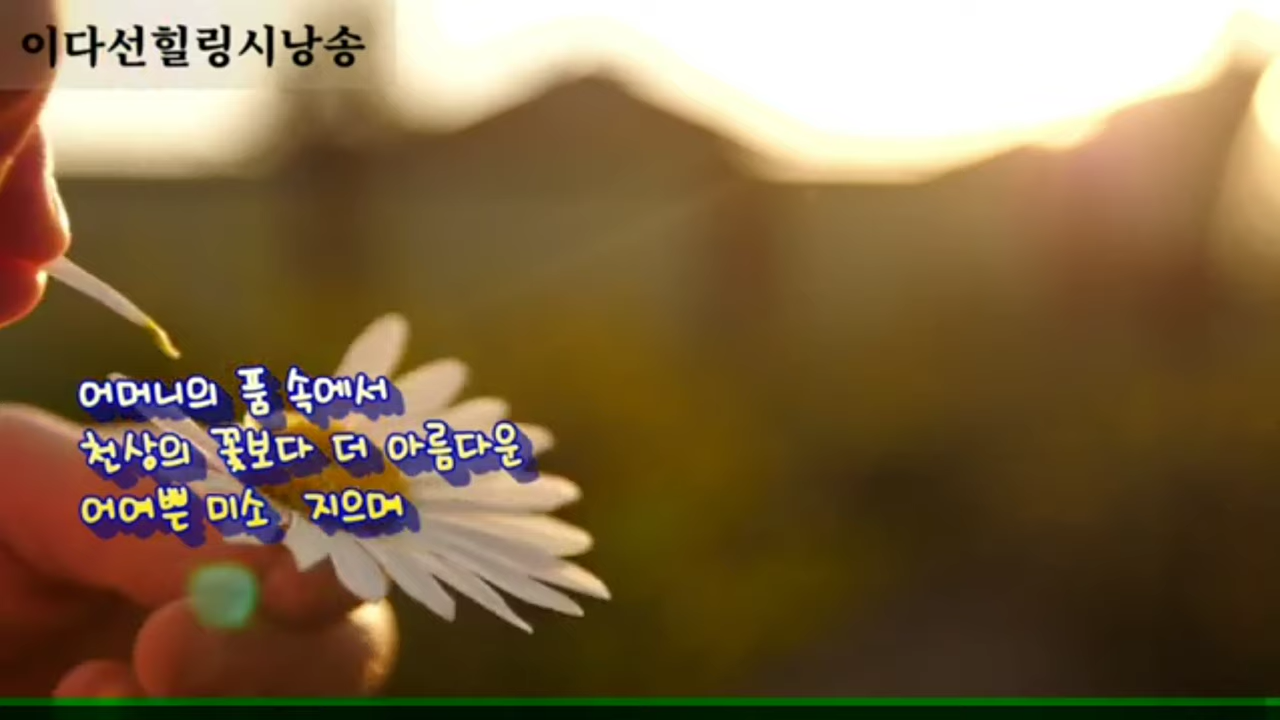 이다선힐링시낭송
어머니의 품 속에서
천상의 꽃보다 더 아름다운
어여쁜 미소 지으며